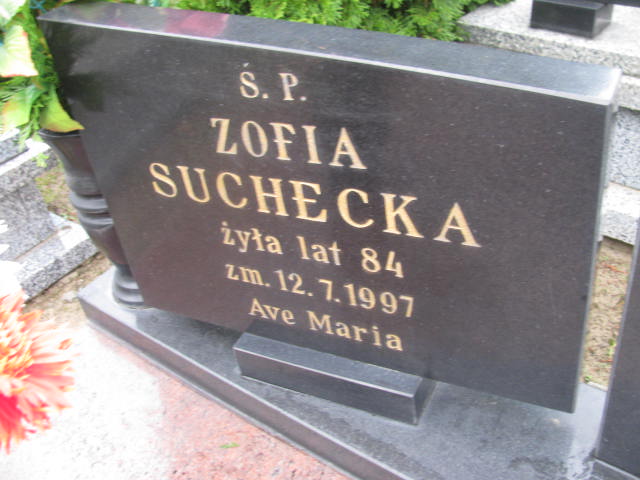 Ś. P.
ZOFIA
SUCHECKA
żyła lat 84
zm. 12.7.1997
Ave Maria